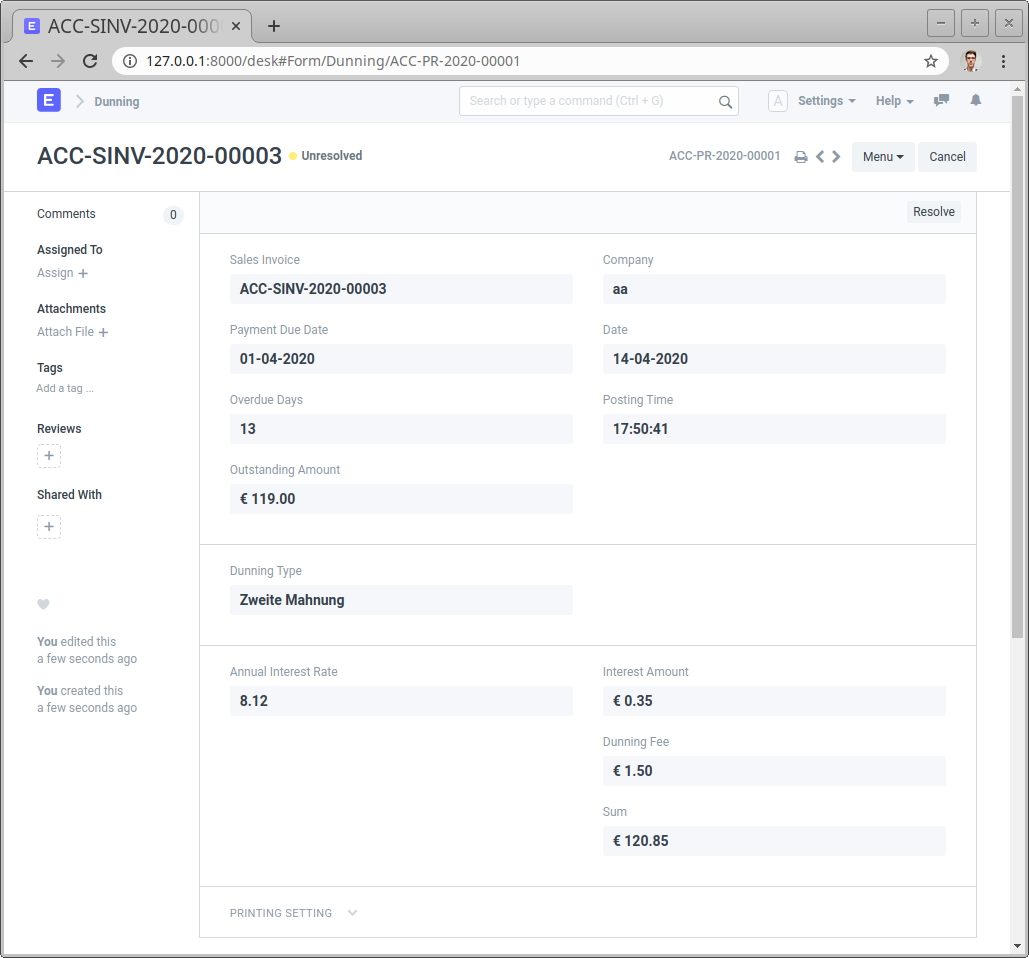 E ACC-SINV-2020-000
127.0.0.1:8000/desk#Form/Dunning/ACC-PR-2020-00001
E Dunning Search or type a command (Ctrl + G) A Settings Help
ACC-SINV-2020-00003 Unresolved ACC-PR-2020-00001 Menu Cancel
Comments 0
Assigned To
Assign +
Attachments
Attach File +
Tags
Add a tag ...
Reviews
+
Shared With
+
You edited this
a few seconds ago
You created this
a few seconds ago
Resolve
Sales Invoice
ACC-SINV-2020-00003
Payment Due Date
01-04-2020
Overdue Days
13
Outstanding Amount
€ 119.00
Company
aa
Date
14-04-2020
Posting Time
17:50:41
Dunning Type
Zweite Mahnung
Annual Interest Rate
8.12
Interest Amount
€ 0.35
Dunning Fee
€ 1.50
Sum
€ 120.85
PRINTING SETTING